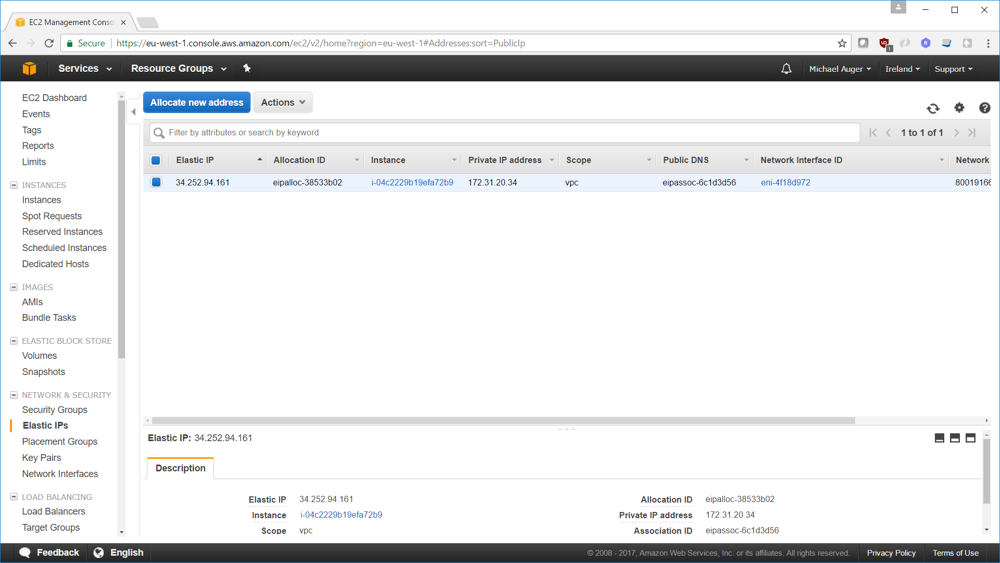 EC2 Management Conso
Secure https://eu-west-1.console.aws.amazon.com/ec2/v2/home?region=eu-west-1#Addresses:sort=PublicIp
1
R
Services Resource Groups Michael Auger Ireland Support
EC2 Dashboard
Events
Tags
Reports
Limits
INSTANCES
Instances
Spot Requests
Reserved Instances
Scheduled Instances
Dedicated Hosts
IMAGES
AMIs
Bundle Tasks
ELASTIC BLOCK STORE
Volumes
Snapshots
NETWORK & SECURITY
Security Groups
Elastic IPs
Placement Groups
Key Pairs
Network Interfaces
LOAD BALANCING
Load Balancers
Target Groups
Allocate new address Actions
Filter by attributes or search by keyword 1 to 1 of 1
Elastic IP Allocation ID Instance Private IP address Scope Public DNS Network Interface ID Network
34.252.94.161 eipalloc-38533b02 i-04c2229b19efa72b9 172.31.20.34 vpc eipassoc-6c1d3d56 eni-4f18d972 80019166
Elastic IP: 34.252.94.161
Description
Elastic IP 34.252.94.161 Allocation ID eipalloc-38533b02
Instance i-04c2229b19efa72b9 Private IP address 172.31.20.34
Scope vpc Association ID eipassoc-6c1d3d56
Feedback English © 2008 - 2017, Amazon Web Services, Inc. or its affiliates. All rights reserved. Privacy Policy Terms of Use